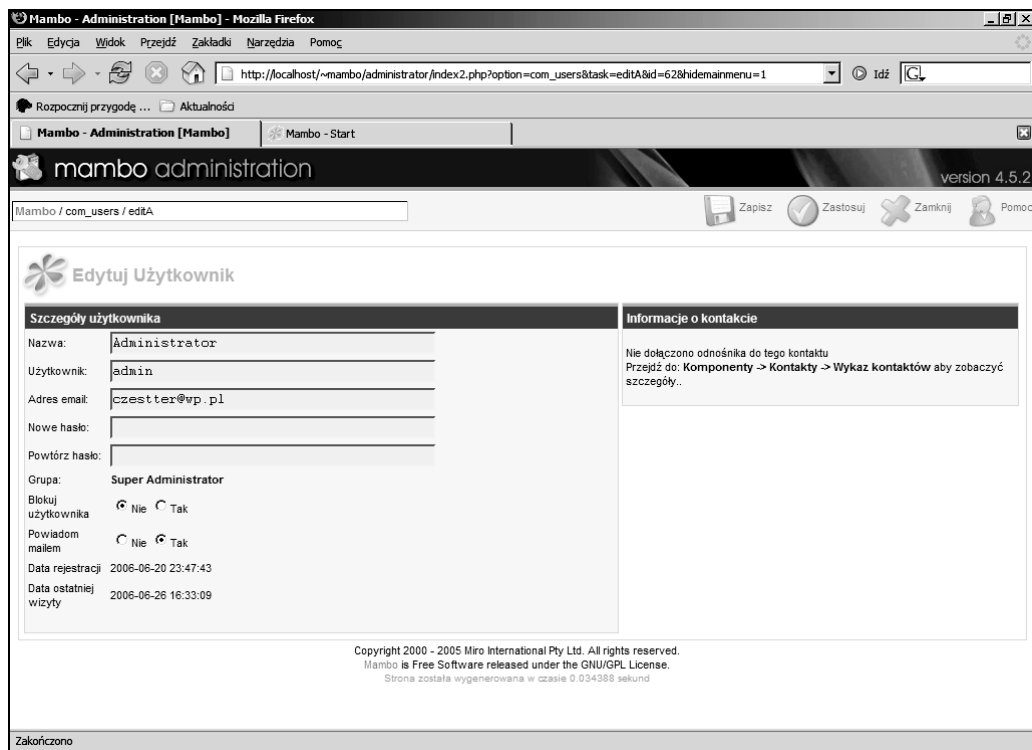 Mambo - Administration [Mambo] - Mozilla Firefox
Plik Edycja Widok Przejdź Zakładki Narzędzia Pomoc
http://localhost/~mambo/administrator/index2.php?option=com_users&task=editA&id=62&hidemainmenu=1 Idź G
Rozpocznij przygodę ... Aktualności
Mambo - Administration [Mambo] Mambo - Start
mambo administration
version 4.5.2
Mambo / com_users / editA Zapisz Zastosuj Zamknij Pomoc
Edytuj Użytkownik
Szczegóły użytkownika
Nazwa: Administrator
Użytkownik: admin
Adres email: czestter@wp.pl
Nowe hasło:
Powtórz hasło:
Grupa: Super Administrator
Blokuj
użytkownika Nie Tak
Powiadom
mailem Nie Tak
Data rejestracji 2006-06-20 23:47:43
Data ostatniej
wizyty 2006-06-26 16:33:09
Informacje o kontakcie
Nie dołączono odnośnika do tego kontaktu
Przejdź do: Komponenty -> Kontakty -> Wykaz kontaktów aby zobaczyć
szczegóły..
Copyright 2000 - 2005 Miro International Pty Ltd. All rights reserved.
Mambo is Free Software released under the GNU/GPL License.
Strona została wygenerowana w czasie 0.034388 sekund
Zakończono